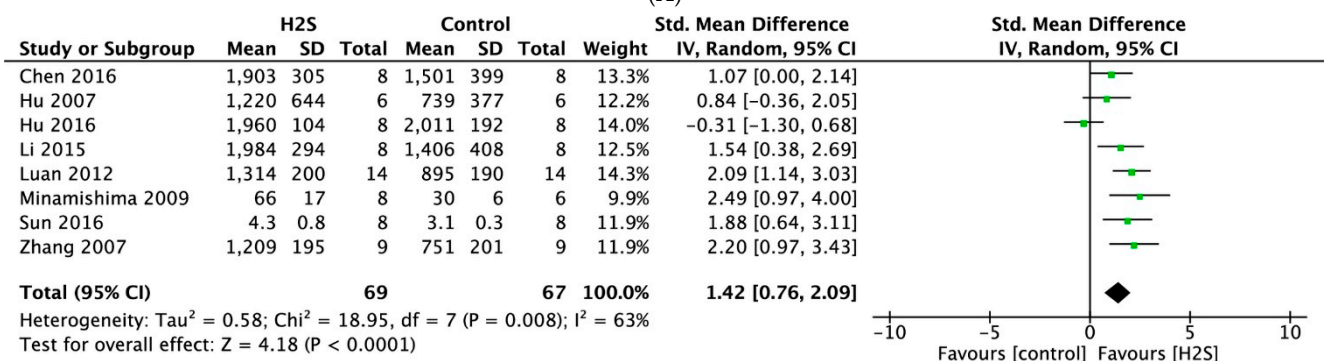 H2S Control Std. Mean Difference Std. Mean Difference
Study or Subgroup Mean SD Total Mean SD Total Weight IV, Random, 95% CI IV, Random, 95% CI
Chen 2016 1,903 305 8 1,501 399 8 13.3% 1.07 [0.00, 2.14]
Hu 2007 1,220 644 6 739 377 6 12.2% 0.84 [−0.36, 2.05]
Hu 2016 1,960 104 8 2,011 192 8 14.0% −0.31 [−1.30, 0.68]
Li 2015 1,984 294 8 1,406 408 8 12.5% 1.54 [0.38, 2.69]
Luan 2012 1,314 200 14 895 190 14 14.3% 2.09 [1.14, 3.03]
Minamishima 2009 66 17 8 30 6 6 9.9% 2.49 [0.97, 4.00]
Sun 2016 4.3 0.8 8 3.1 0.3 8 11.9% 1.88 [0.64, 3.11]
Zhang 2007 1,209 195 9 751 201 9 11.9% 2.20 [0.97, 3.43]
Total (95% CI) 69 67 100.0% 1.42 [0.76, 2.09]
Heterogeneity: Tau² = 0.58; Chi² = 18.95, df = 7 (P = 0.008); I² = 63%
Test for overall effect: Z = 4.18 (P < 0.0001)
−10 −5 0 5 10
Favours [control] Favours [H2S]